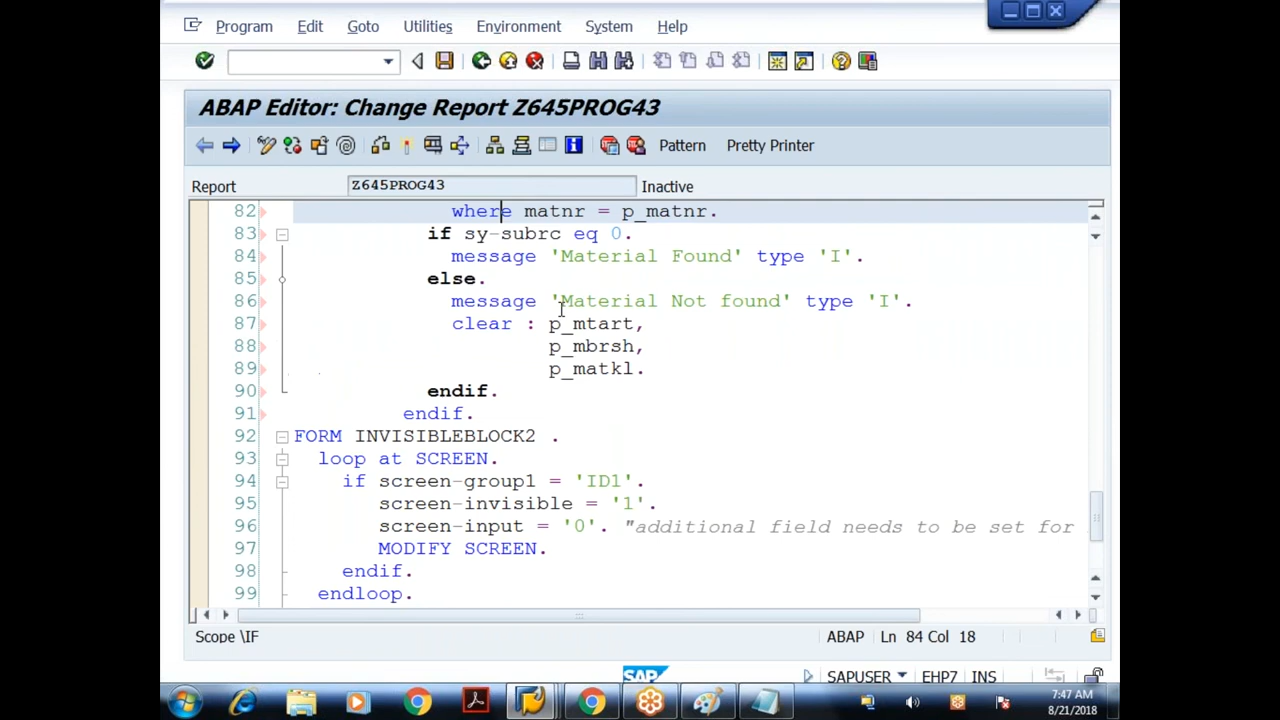 Program Edit Goto Utilities Environment System Help
ABAP Editor: Change Report Z645PROG43
Pattern Pretty Printer
Report Z645PROG43 Inactive
82 where matnr = p_matnr.
83 if sy-subrc eq 0.
84 message 'Material Found' type 'I'.
85 else.
86 message 'Material Not found' type 'I'.
87 clear : p_mtart,
88 p_mbrsh,
89 p_matkl.
90 endif.
91 endif.
92 FORM INVISIBLEBLOCK2 .
93 loop at SCREEN.
94 if screen-group1 = 'ID1'.
95 screen-invisible = '1'.
96 screen-input = '0'. "additional field needs to be set for
97 MODIFY SCREEN.
98 endif.
99 endloop.
Scope \IF ABAP Ln 84 Col 18
SAP SAPUSER EHP7 INS
7:47 AM
8/21/2018